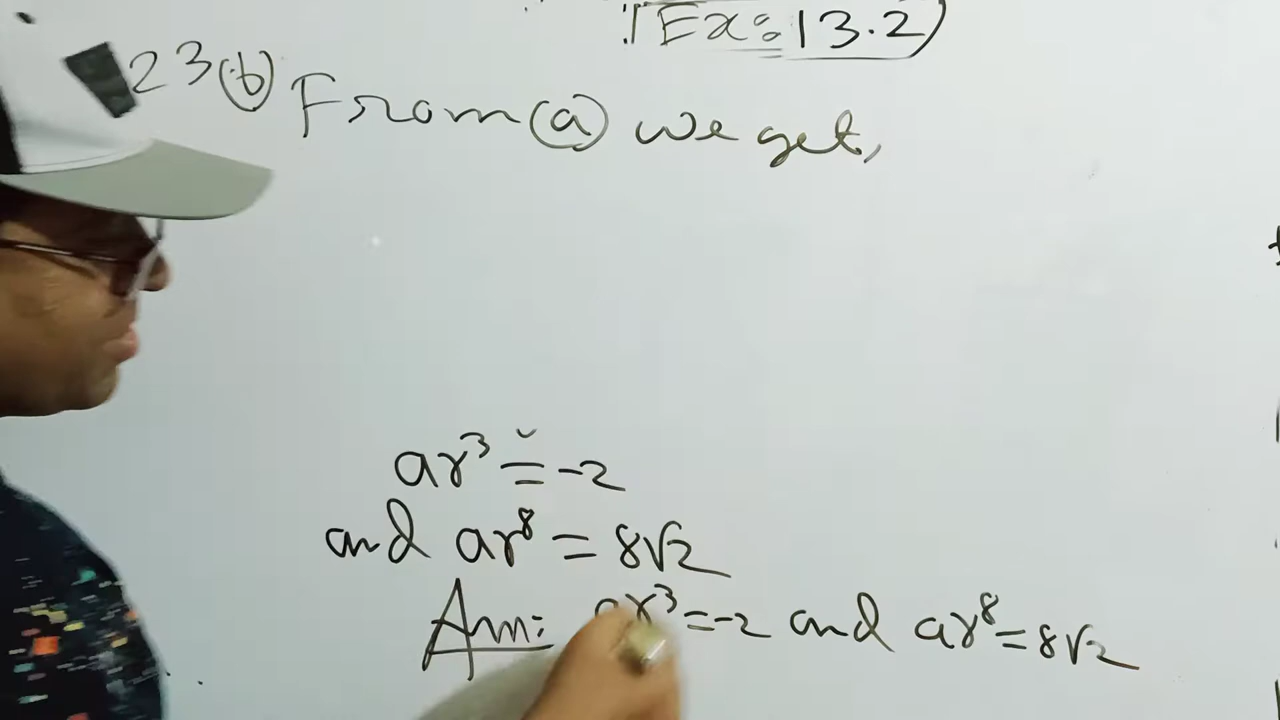 (Ex: 13.2)
23 (b) From (a) we get,
ar³ = -2
and ar⁸ = 8√2
Ans: ar³ = -2 and ar⁸ = 8√2